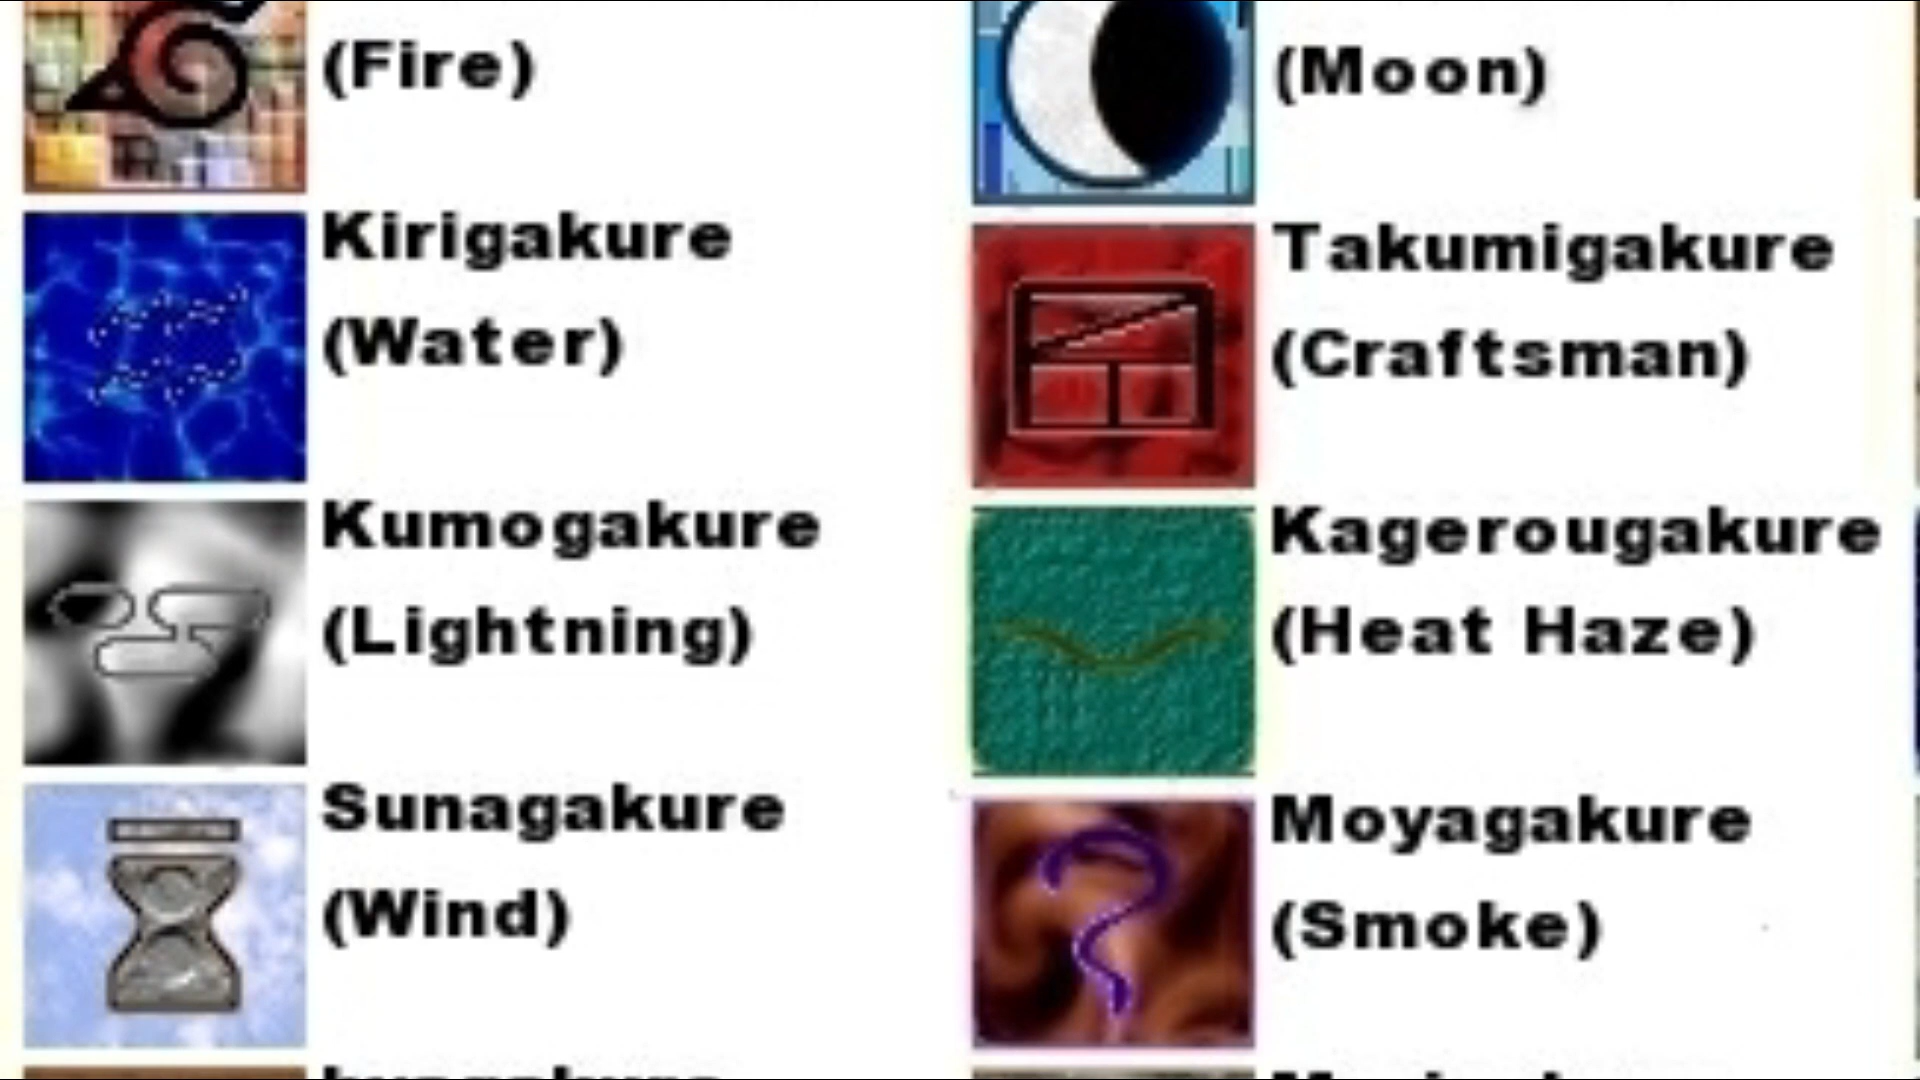 (Fire)
Kirigakure
(Water)
Kumogakure
(Lightning)
Sunagakure
(Wind)
(Moon)
Takumigakure
(Craftsman)
Kagerougakure
(Heat Haze)
Moyagakure
(Smoke)